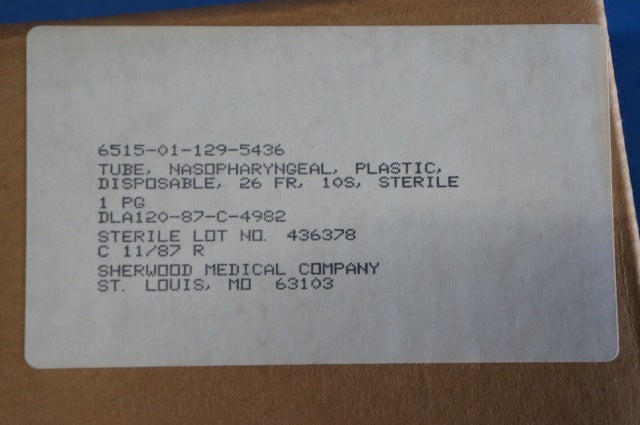 6515-01-129-5436
TUBE, NASOPHARYNGEAL, PLASTIC,
DISPOSABLE, 26 FR, 10S, STERILE
1 PG
DLA120-87-C-4982
STERILE LOT NO. 436378
C 11/87 R
SHERWOOD MEDICAL COMPANY
ST. LOUIS, MO 63103